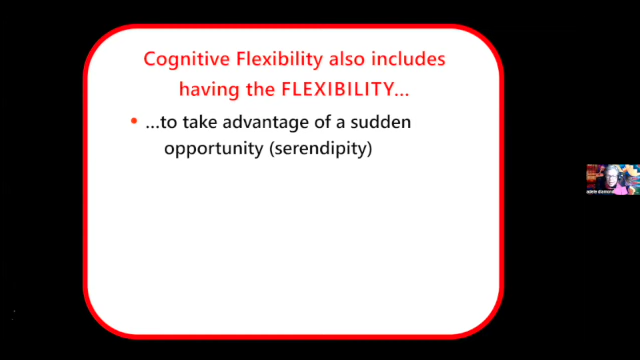 Cognitive Flexibility also includes
having the FLEXIBILITY...
• ...to take advantage of a sudden
opportunity (serendipity)